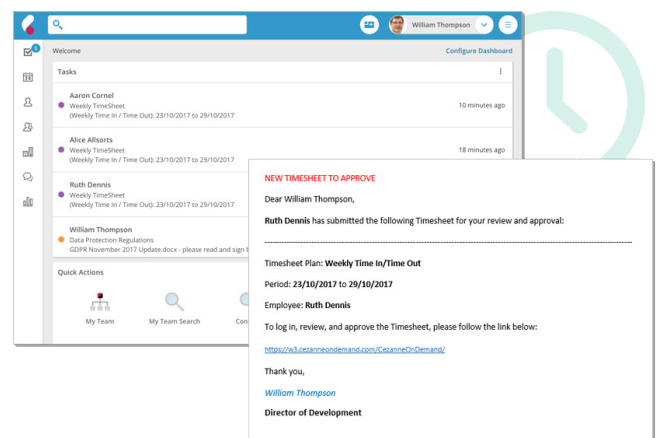 William Thompson
5
Welcome
Configure Dashboard
Tasks
Aaron Cornel
Weekly TimeSheet
(Weekly Time In / Time Out): 23/10/2017 to 29/10/2017
10 minutes ago
Alice Allsorts
Weekly TimeSheet
(Weekly Time In / Time Out): 23/10/2017 to 29/10/2017
18 minutes ago
Ruth Dennis
Weekly TimeSheet
(Weekly Time In / Time Out): 23/10/2017 to 29/10/2017
William Thompson
Data Protection Regulations
GDPR November 2017 Update.docx - please read and sign
Quick Actions
My Team
My Team Search
NEW TIMESHEET TO APPROVE
Dear William Thompson,
Ruth Dennis has submitted the following Timesheet for your review and approval:
Timesheet Plan: Weekly Time In/Time Out
Period: 23/10/2017 to 29/10/2017
Employee: Ruth Dennis
To log in, review, and approve the Timesheet, please follow the link below:
https://w3.cezanneondemand.com/CezanneOnDemand/
Thank you,
William Thompson
Director of Development